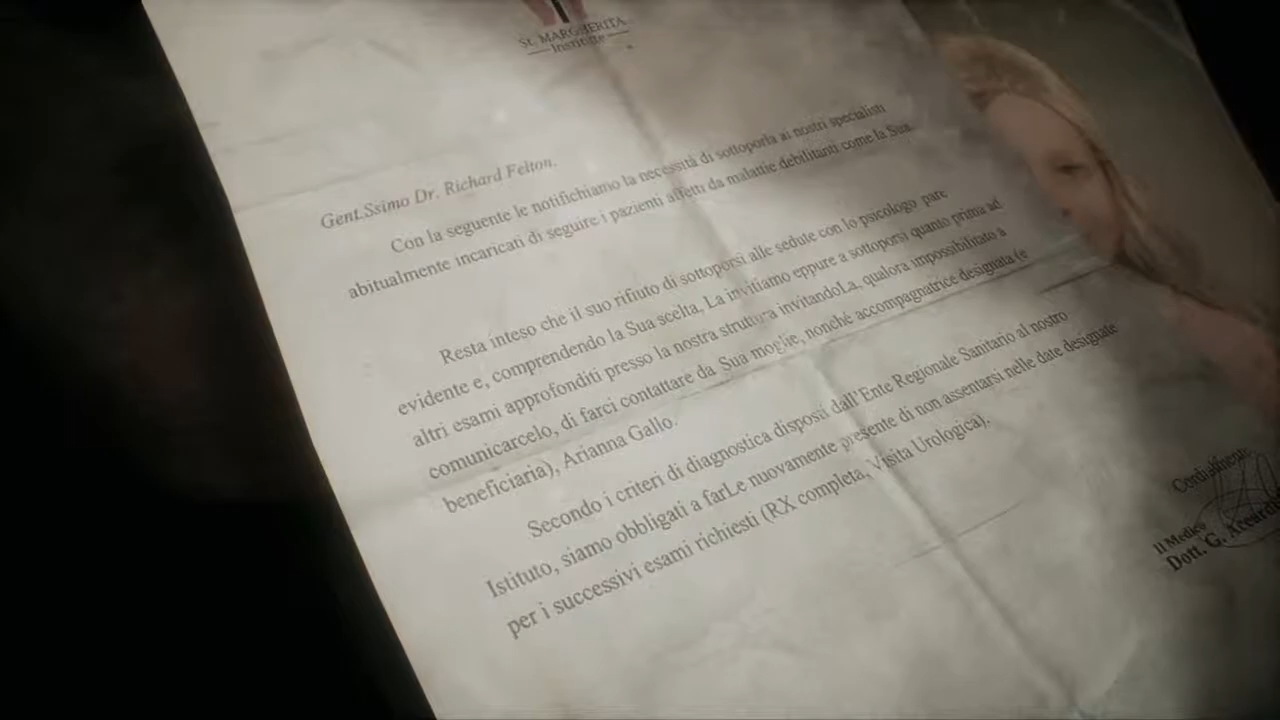 St. MARGHERITA
Institute
Gent.Ssimo Dr. Richard Felton,
Con la seguente le notifichiamo la necessità di sottoporla ai nostri specialisti
abitualmente incaricati di seguire i pazienti affetti da malattie debilitanti come la Sua.
Resta inteso che il suo rifiuto di sottoporsi alle sedute con lo psicologo pare
evidente e, comprendendo la Sua scelta, La invitiamo eppure a sottoporsi quanto prima ad
altri esami approfonditi presso la nostra struttura invitandoLa, qualora impossibilitato a
comunicarcelo, di farci contattare da Sua moglie, nonché accompagnatrice designata (e
beneficiaria), Arianna Gallo.
Secondo i criteri di diagnostica disposti dall'Ente Regionale Sanitario al nostro
Istituto, siamo obbligati a farLe nuovamente presente di non assentarsi nelle date designate
per i successivi esami richiesti (RX completa, Visita Urologica).
Il Medico
Dott. G.